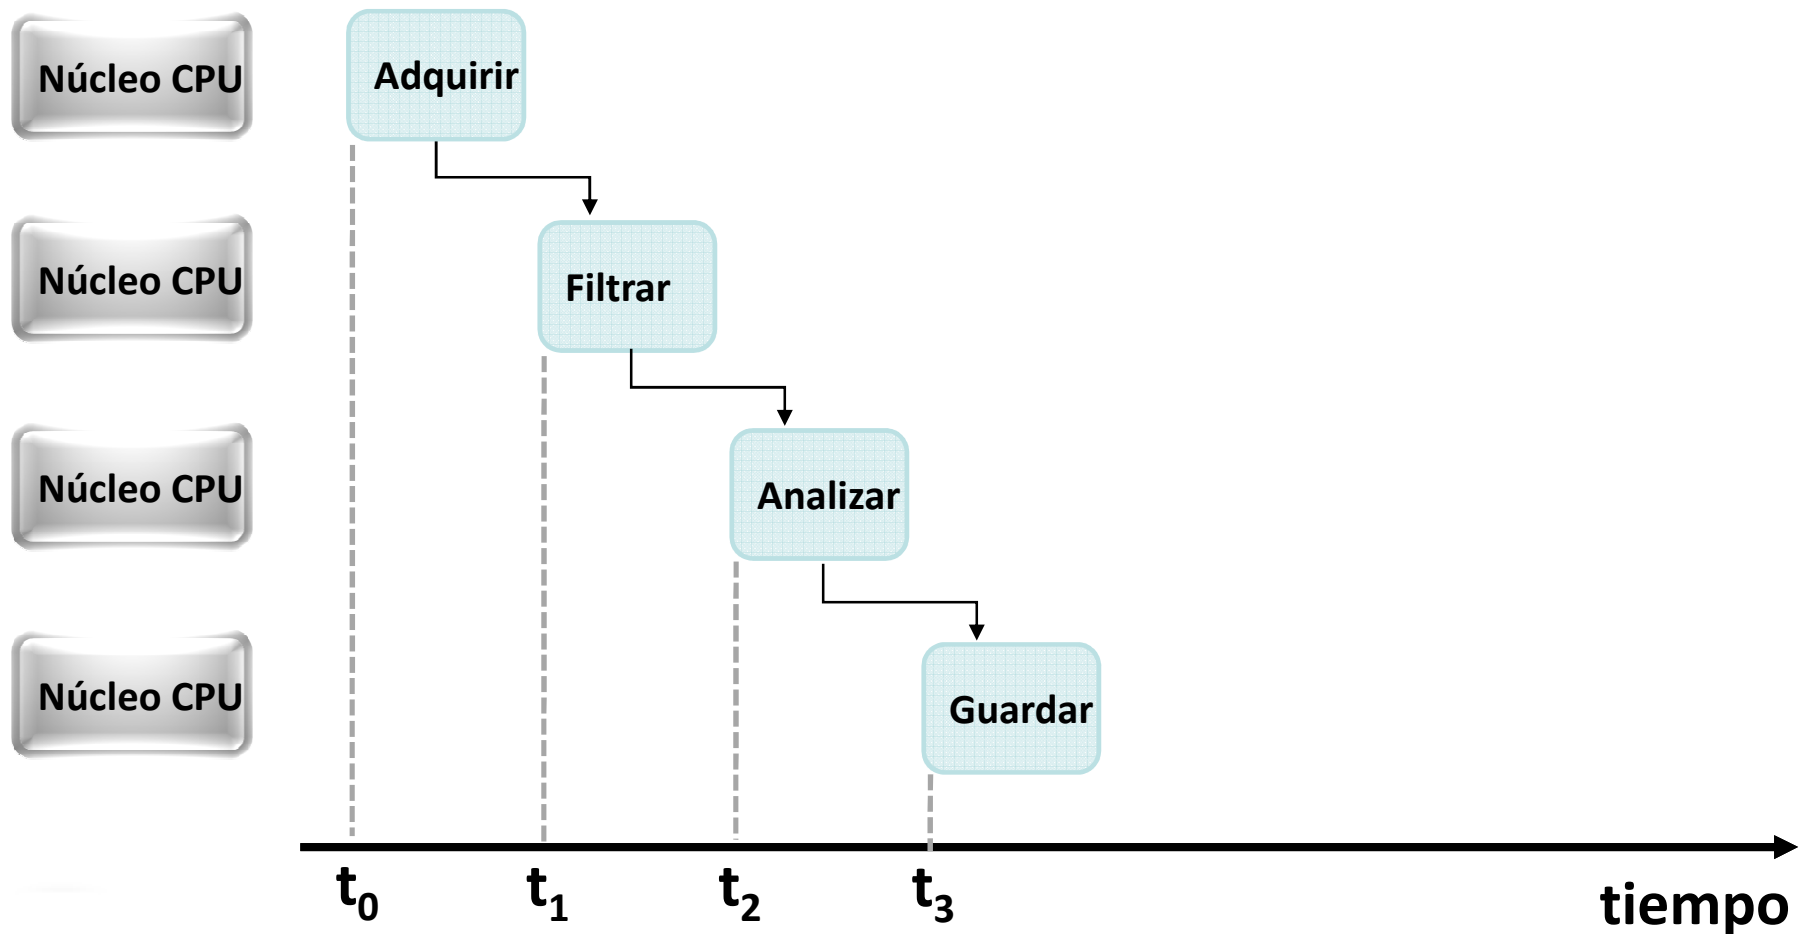 Núcleo CPU
Adquirir
Núcleo CPU
Filtrar
Núcleo CPU
Analizar
Núcleo CPU
Guardar
t0
t1
t2
t3
tiempo